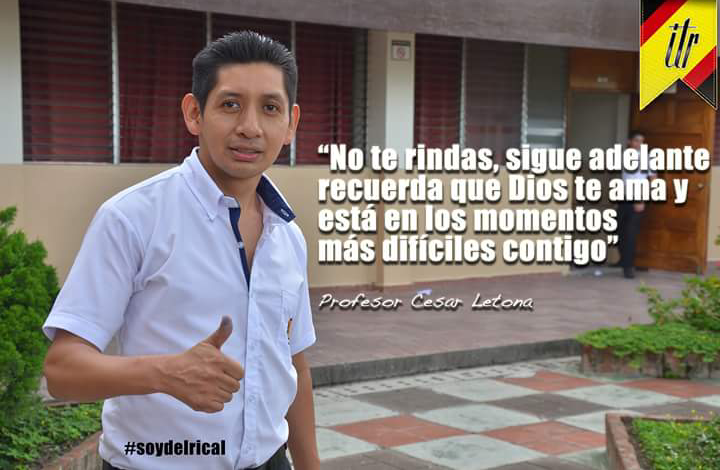 itr
“No te rindas, sigue adelante
recuerda que Dios te ama y
está en los momentos
más difíciles contigo”
Profesor Cesar Letona
#soydelrical